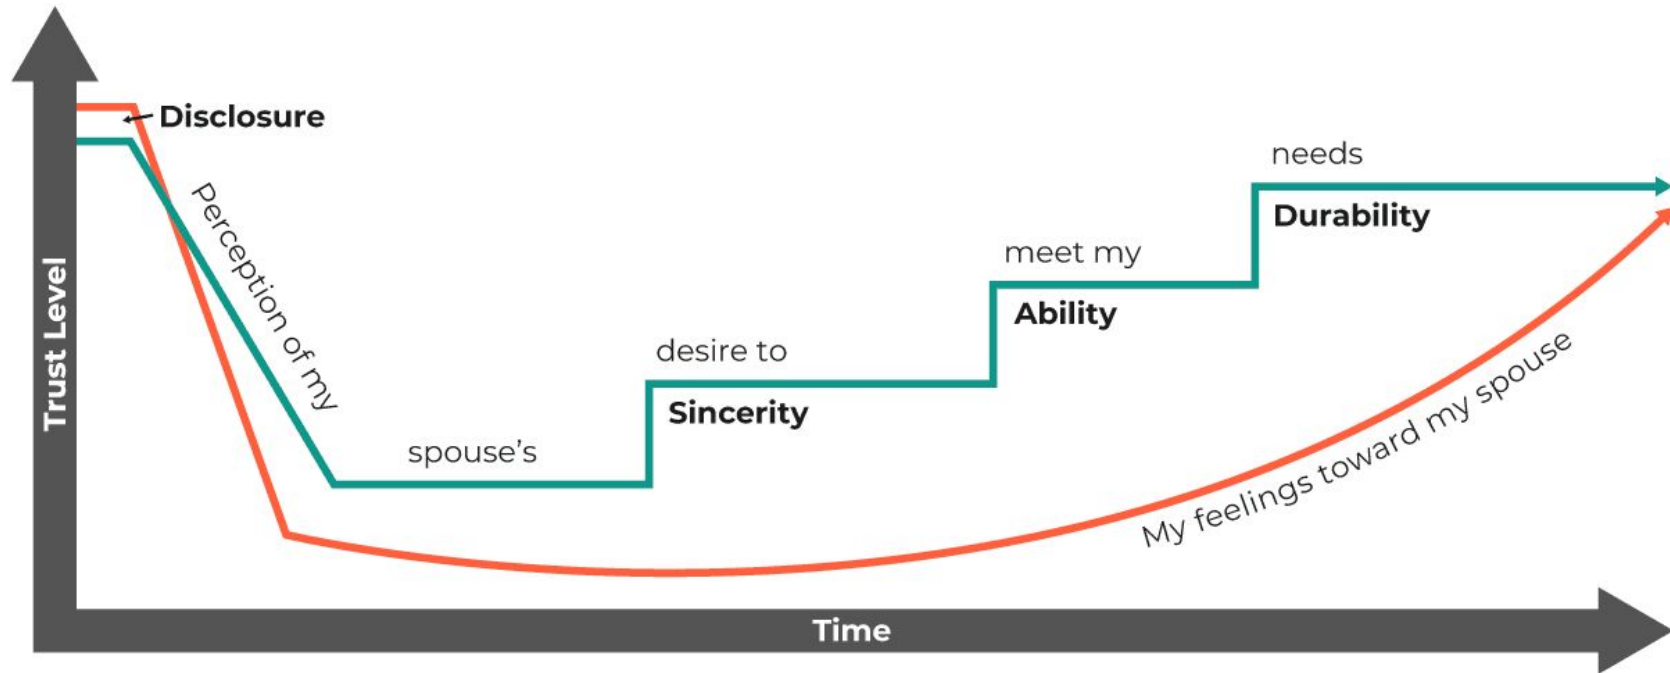 Disclosure
Perception of my
spouse's
desire to
Sincerity
meet my
Ability
needs
Durability
My feelings toward my spouse
Trust Level
Time